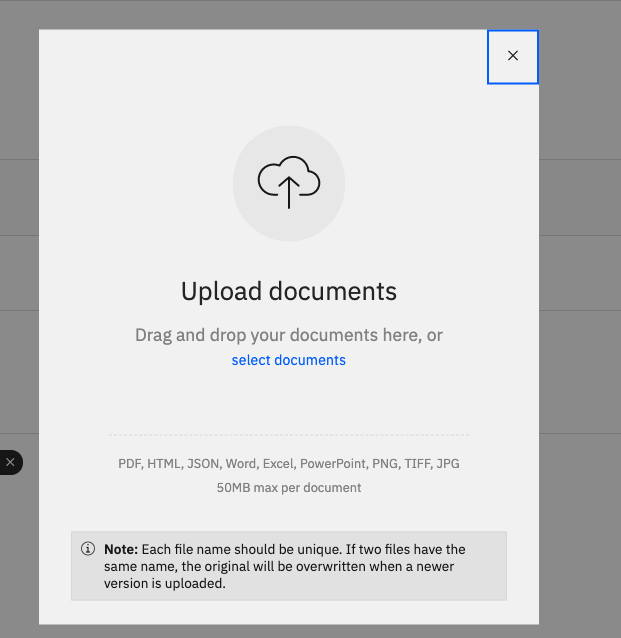 Upload documents
Drag and drop your documents here, or
select documents
PDF, HTML, JSON, Word, Excel, PowerPoint, PNG, TIFF, JPG
50MB max per document
Note: Each file name should be unique. If two files have the
same name, the original will be overwritten when a newer
version is uploaded.